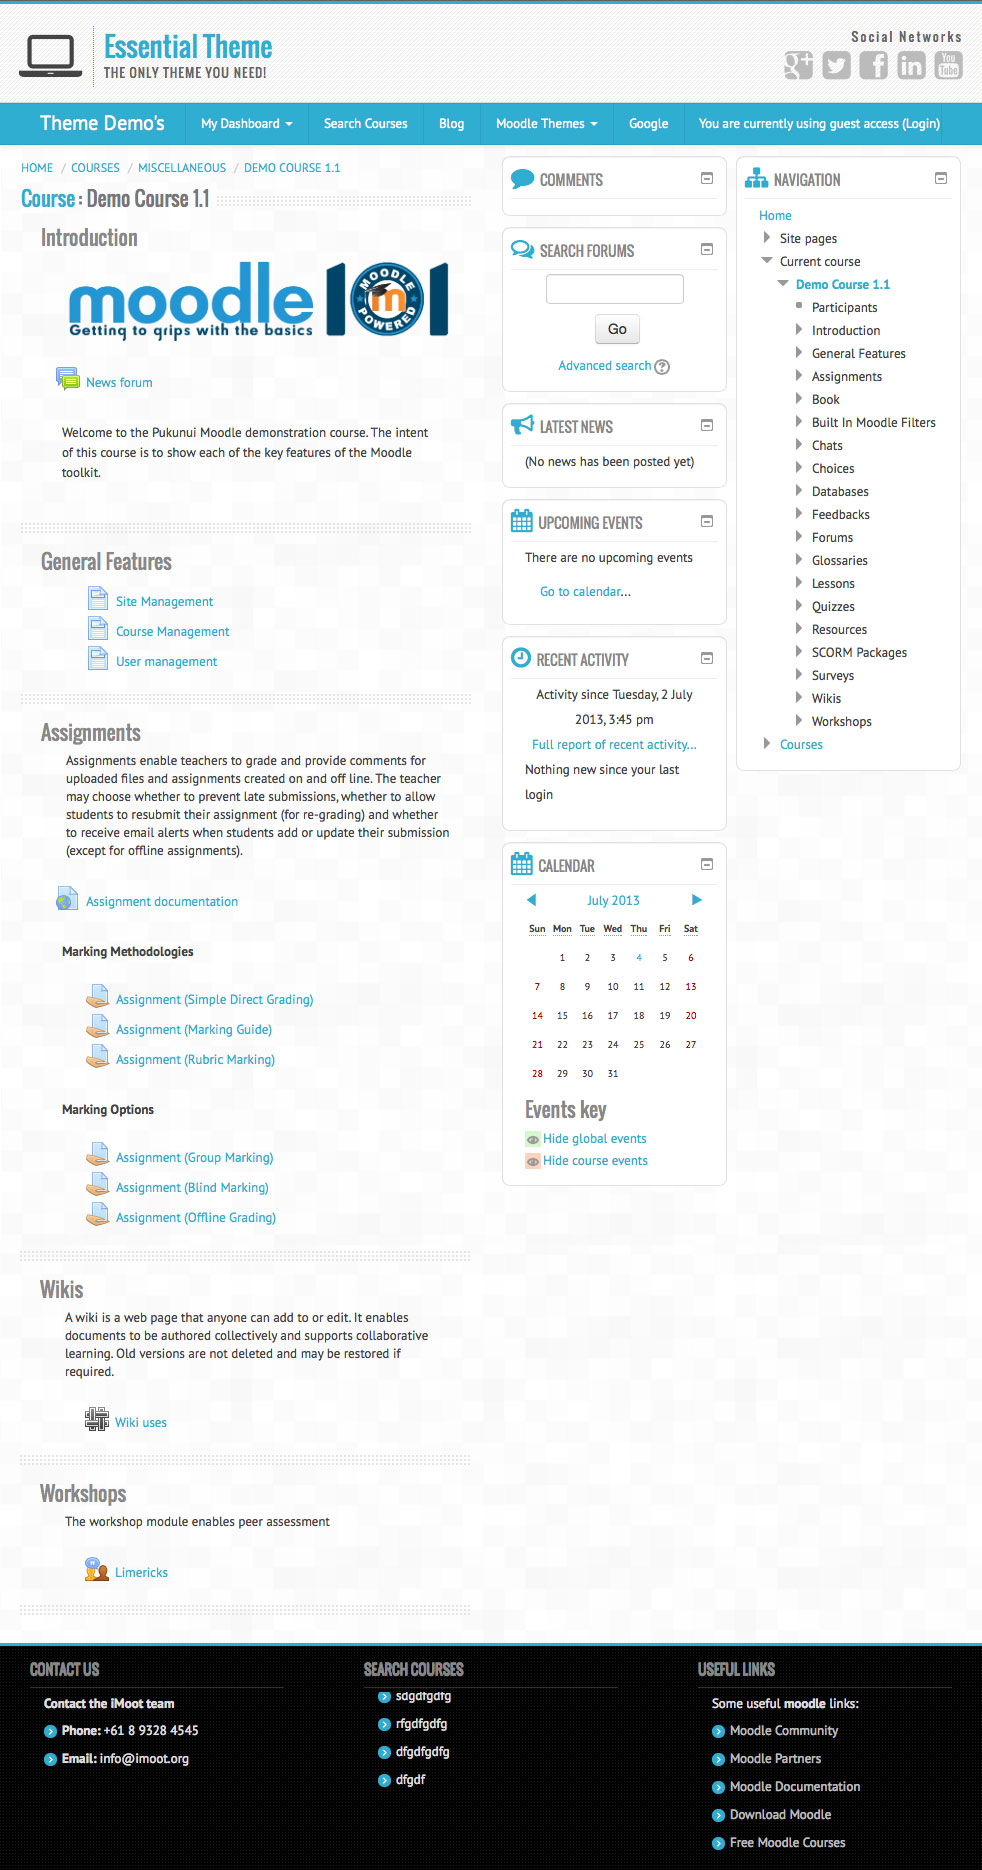 Essential Theme
THE ONLY THEME YOU NEED!
Social Networks
g+
f
in
You
Tube
Theme Demo's
My Dashboard
Search Courses
Blog
Moodle Themes
Google
You are currently using guest access (Login)
HOME / COURSES / MISCELLANEOUS / DEMO COURSE 1.1
Course : Demo Course 1.1
Introduction
moodle 101
MOODLE
m
POWERED
Getting to grips with the basics
News forum
Welcome to the Pukunui Moodle demonstration course. The intent
of this course is to show each of the key features of the Moodle
toolkit.
General Features
Site Management
Course Management
User management
Assignments
Assignments enable teachers to grade and provide comments for
uploaded files and assignments created on and off line. The teacher
may choose whether to prevent late submissions, whether to allow
students to resubmit their assignment (for re-grading) and whether
to receive email alerts when students add or update their submission
(except for offline assignments).
Assignment documentation
Marking Methodologies
Assignment (Simple Direct Grading)
Assignment (Marking Guide)
Assignment (Rubric Marking)
Marking Options
Assignment (Group Marking)
Assignment (Blind Marking)
Assignment (Offline Grading)
Wikis
A wiki is a web page that anyone can add to or edit. It enables
documents to be authored collectively and supports collaborative
learning. Old versions are not deleted and may be restored if
required.
Wiki uses
Workshops
The workshop module enables peer assessment
Limericks
COMMENTS
SEARCH FORUMS
Go
Advanced search ?
LATEST NEWS
(No news has been posted yet)
UPCOMING EVENTS
There are no upcoming events
Go to calendar...
RECENT ACTIVITY
Activity since Tuesday, 2 July
2013, 3:45 pm
Full report of recent activity...
Nothing new since your last
login
CALENDAR
July 2013
Sun Mon Tue Wed Thu Fri Sat
1 2 3 4 5 6
7 8 9 10 11 12 13
14 15 16 17 18 19 20
21 22 23 24 25 26 27
28 29 30 31
Events key
Hide global events
Hide course events
NAVIGATION
Home
Site pages
Current course
Demo Course 1.1
Participants
Introduction
General Features
Assignments
Book
Built In Moodle Filters
Chats
Choices
Databases
Feedbacks
Forums
Glossaries
Lessons
Quizzes
Resources
SCORM Packages
Surveys
Wikis
Workshops
Courses
CONTACT US
Contact the iMoot team
Phone: +61 8 9328 4545
Email: info@imoot.org
SEARCH COURSES
sdgdfgdfg
rfgdfgdfg
dfgdfgdfg
dfgdf
USEFUL LINKS
Some useful moodle links:
Moodle Community
Moodle Partners
Moodle Documentation
Download Moodle
Free Moodle Courses